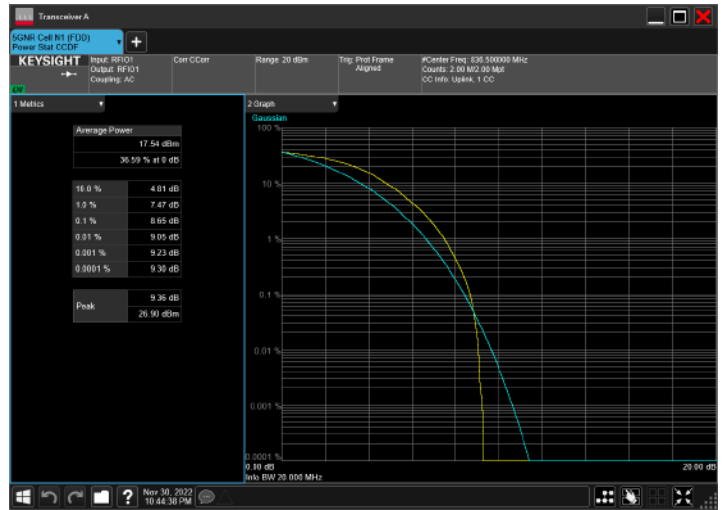 Transceiver A
5GNR Cell N1 (FDD)
Power Stat CCDF
KEYSIGHT
Input: RFIO1
Output: RFIO1
Coupling: AC
Corr CCorr
Range: 20 dBm
Trig: Prot Frame
Aligned
#Center Freq: 836.500000 MHz
Counts: 2.00 M/2.00 Mpt
CC Info: Uplink, 1 CC
1 Metrics
Average Power
17.54 dBm
36.59 % at 0 dB
10.0 % 4.81 dB
1.0 % 7.47 dB
0.1 % 8.65 dB
0.01 % 9.05 dB
0.001 % 9.23 dB
0.0001 % 9.30 dB
Peak
9.36 dB
26.90 dBm
2 Graph
Gaussian
100 %
10 %
1 %
0.1 %
0.01 %
0.001 %
0.0001 %
0.00 dB
20.00 dB
Info BW 20.000 MHz
?
Nov 30, 2022
10:44:38 PM